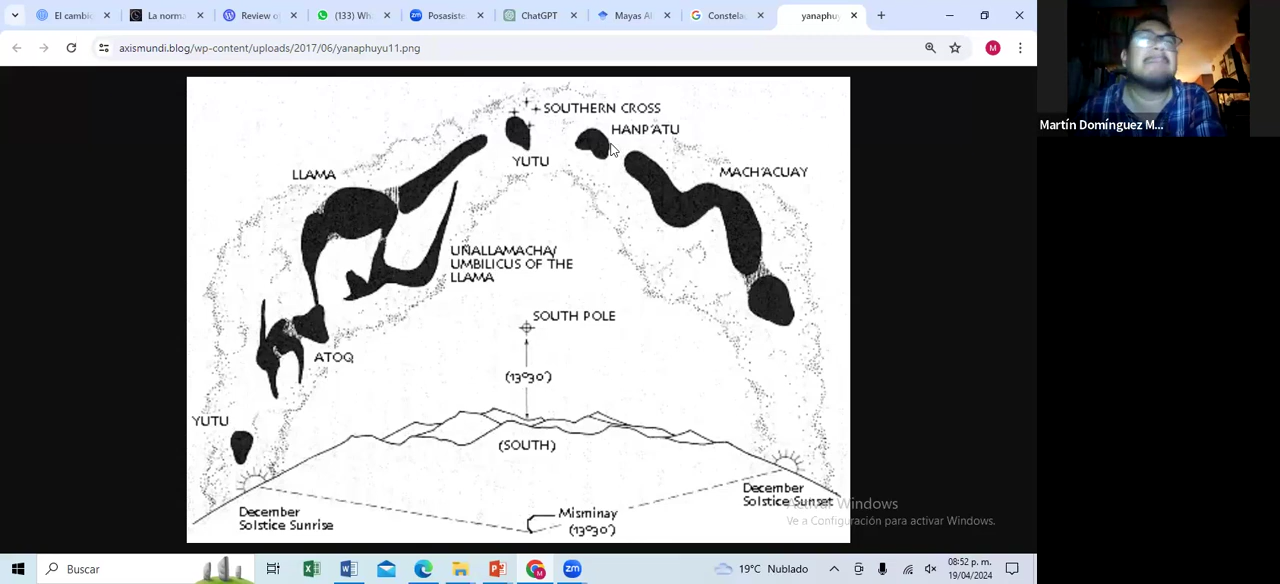 El cambio
La norma
Review o
(133) Wh
Posasiste
ChatGPT
Mayas Al
Constela
yanaphu
axismundi.blog/wp-content/uploads/2017/06/yanaphuyu11.png
M
Martín Domínguez M...
SOUTHERN CROSS
HANP'ATU
YUTU
LLAMA
MACH'ACUAY
UÑALLAMACHA/
UMBILICUS OF THE
LLAMA
SOUTH POLE
ATOQ
(13°30')
YUTU
(SOUTH)
December
Solstice Sunrise
December
Solstice Sunset
Misminay
(13°30')
Activar Windows
Ve a Configuración para activar Windows.
Buscar
19°C Nublado
08:52 p. m.
19/04/2024